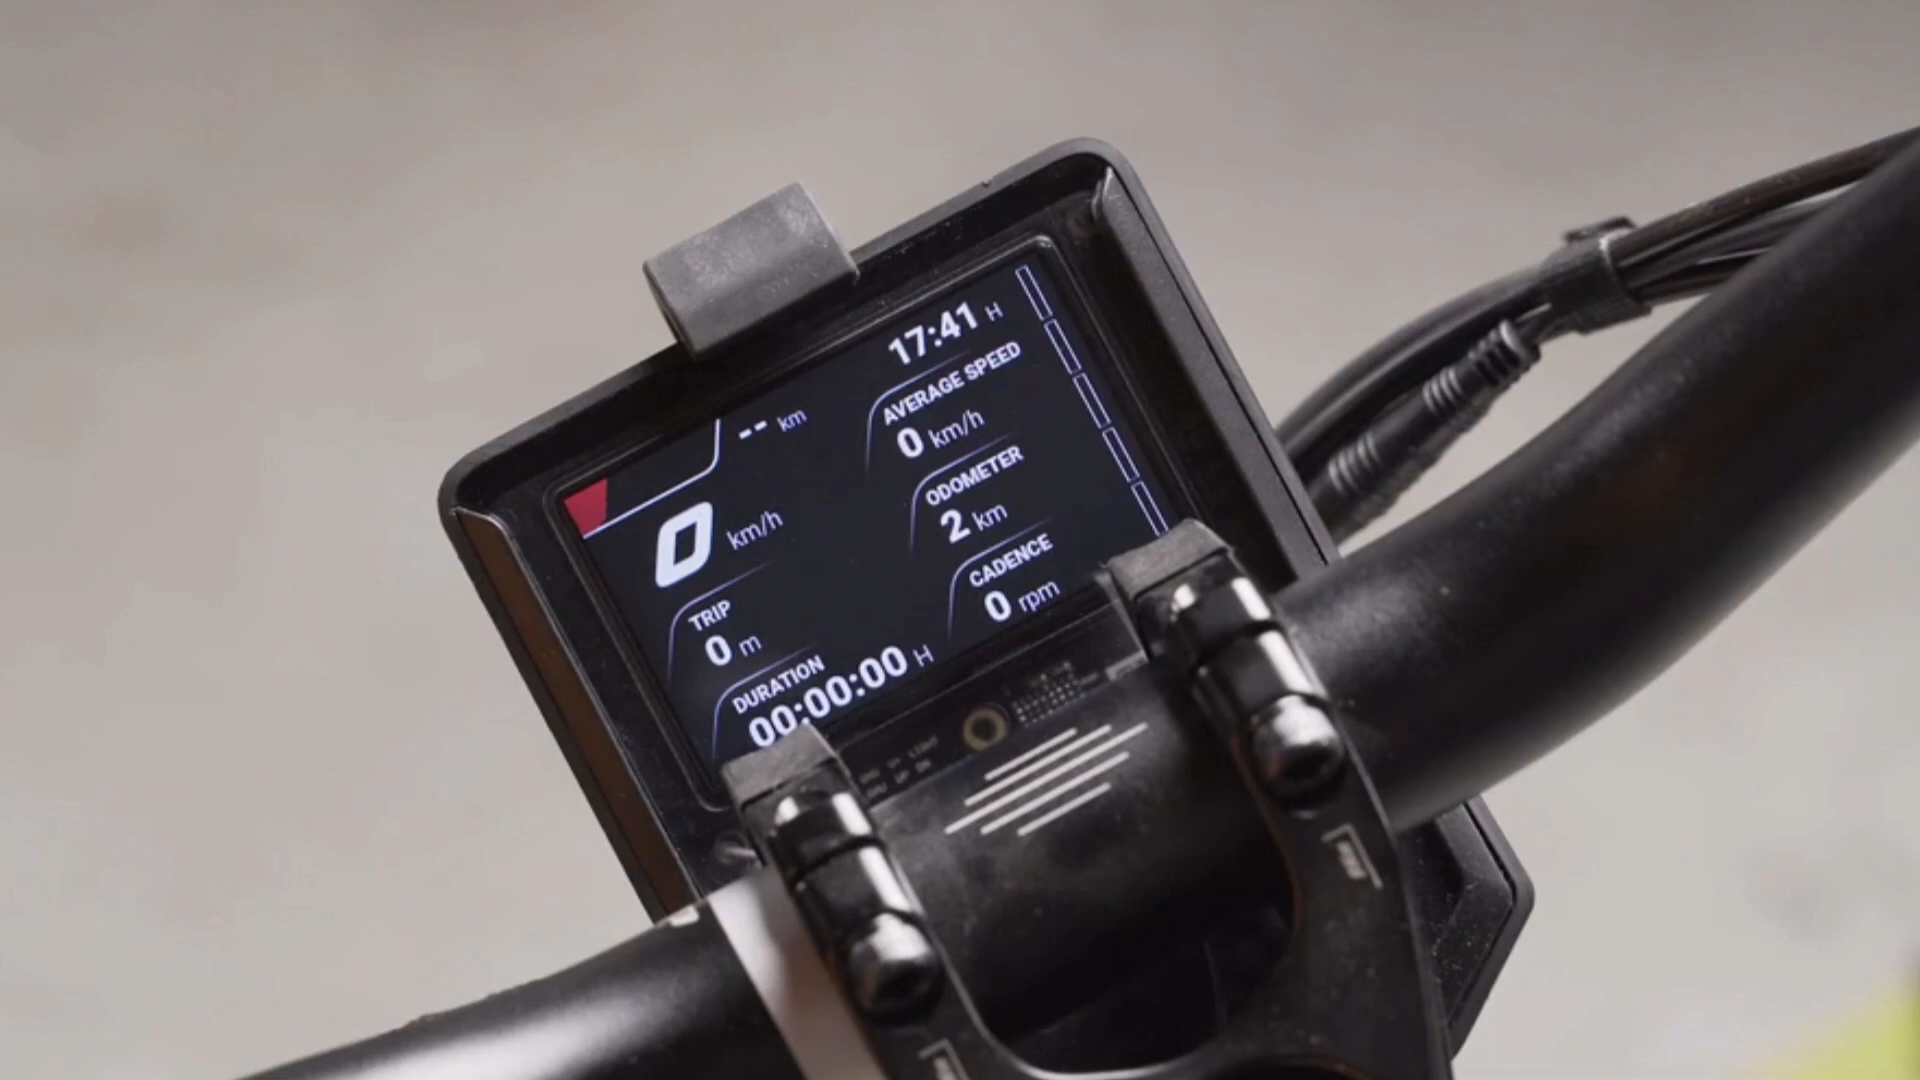 17:41 H
-- km
AVERAGE SPEED
0 km/h
0 km/h
ODOMETER
2 km
TRIP
0 m
CADENCE
0 rpm
DURATION
00:00:00 H